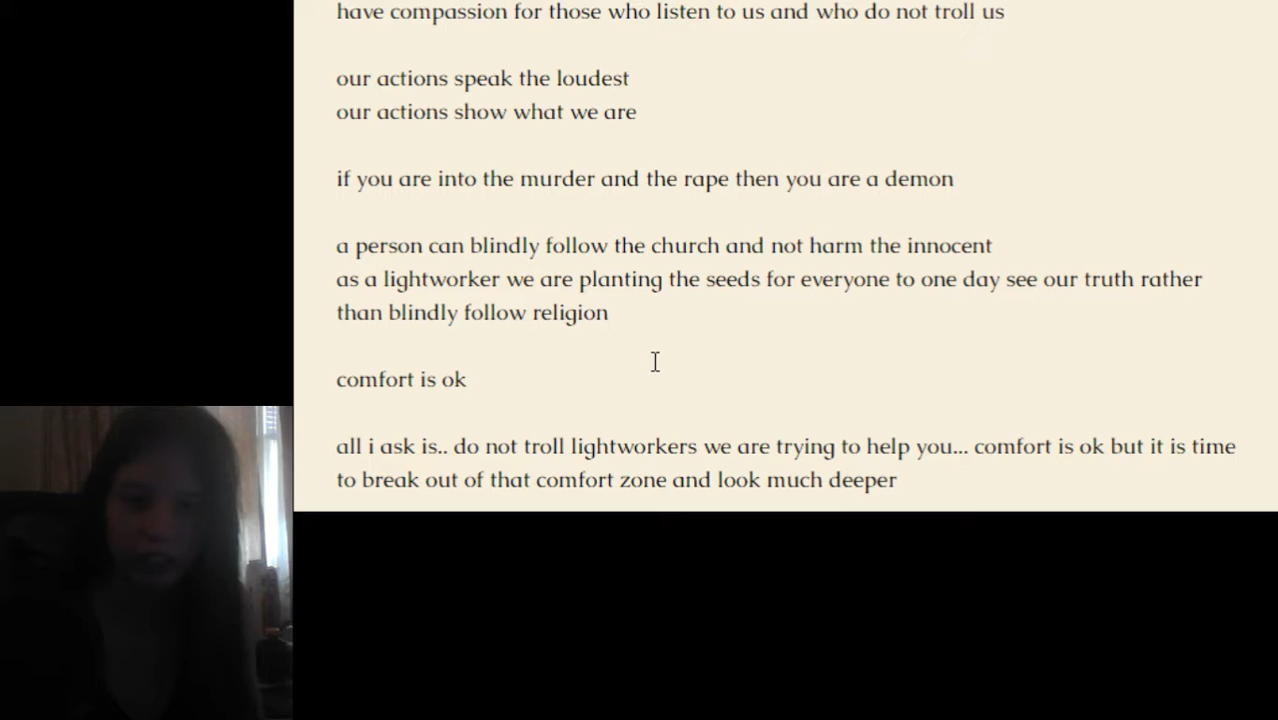 have compassion for those who listen to us and who do not troll us
our actions speak the loudest
our actions show what we are
if you are into the murder and the rape then you are a demon
a person can blindly follow the church and not harm the innocent
as a lightworker we are planting the seeds for everyone to one day see our truth rather
than blindly follow religion
comfort is ok
all i ask is.. do not troll lightworkers we are trying to help you... comfort is ok but it is time
to break out of that comfort zone and look much deeper